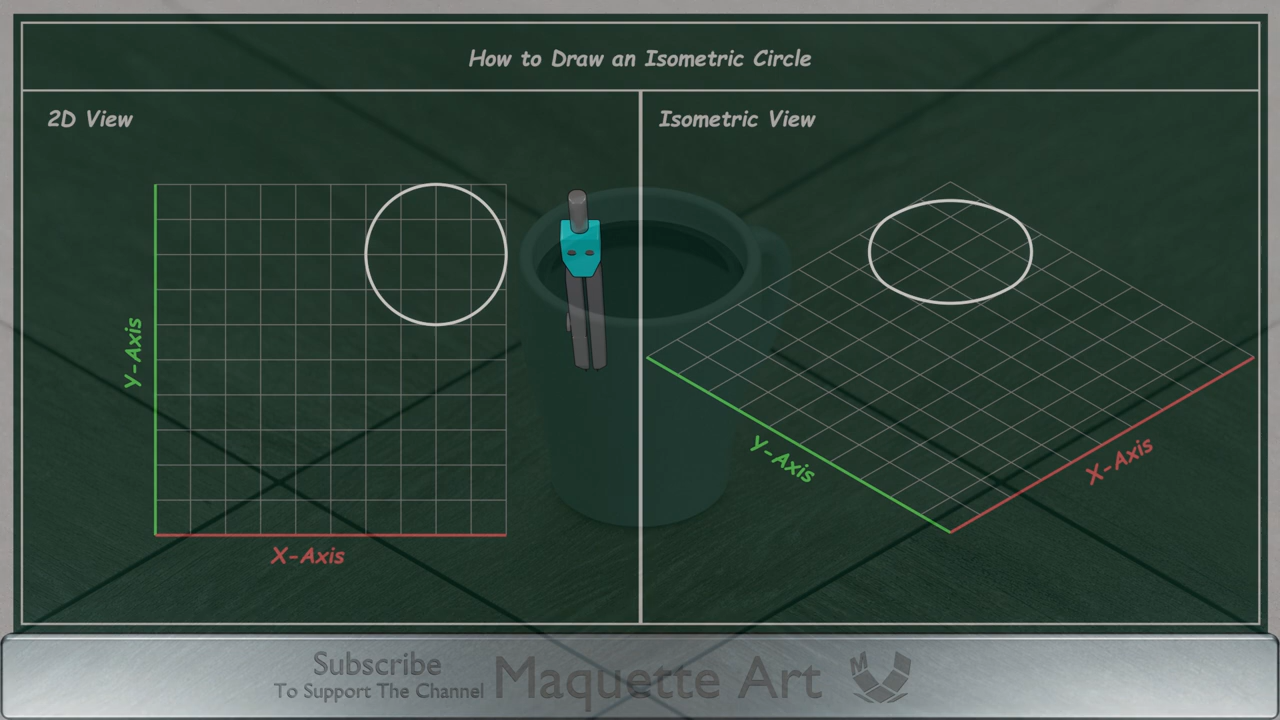 How to Draw an Isometric Circle
2D View
Isometric View
Y-Axis
X-Axis
Y-Axis
X-Axis
Subscribe
To Support The Channel
Maquette Art
M